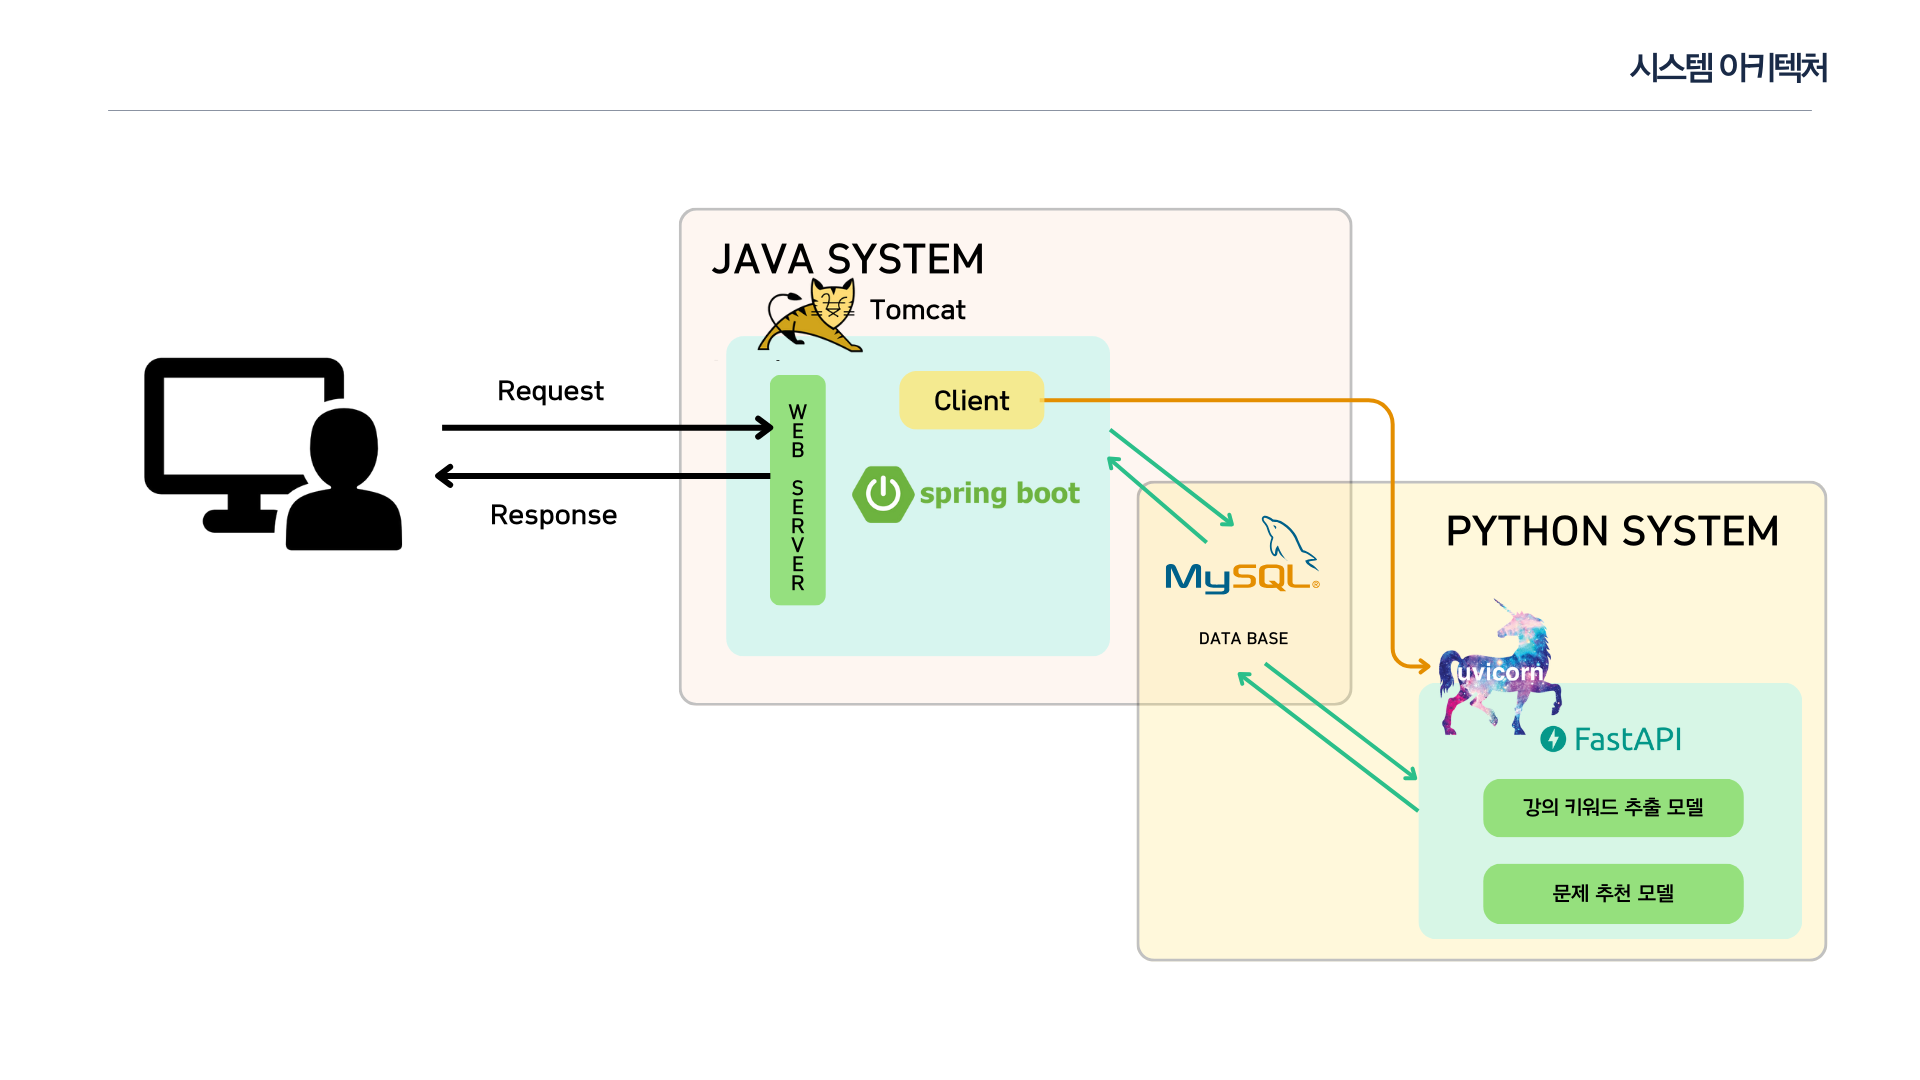 시스템 아키텍처
JAVA SYSTEM
Tomcat
Request
Response
WEB SERVER
Client
spring boot
MySQL®
DATA BASE
PYTHON SYSTEM
uvicorn
FastAPI
강의 키워드 추출 모델
문제 추천 모델